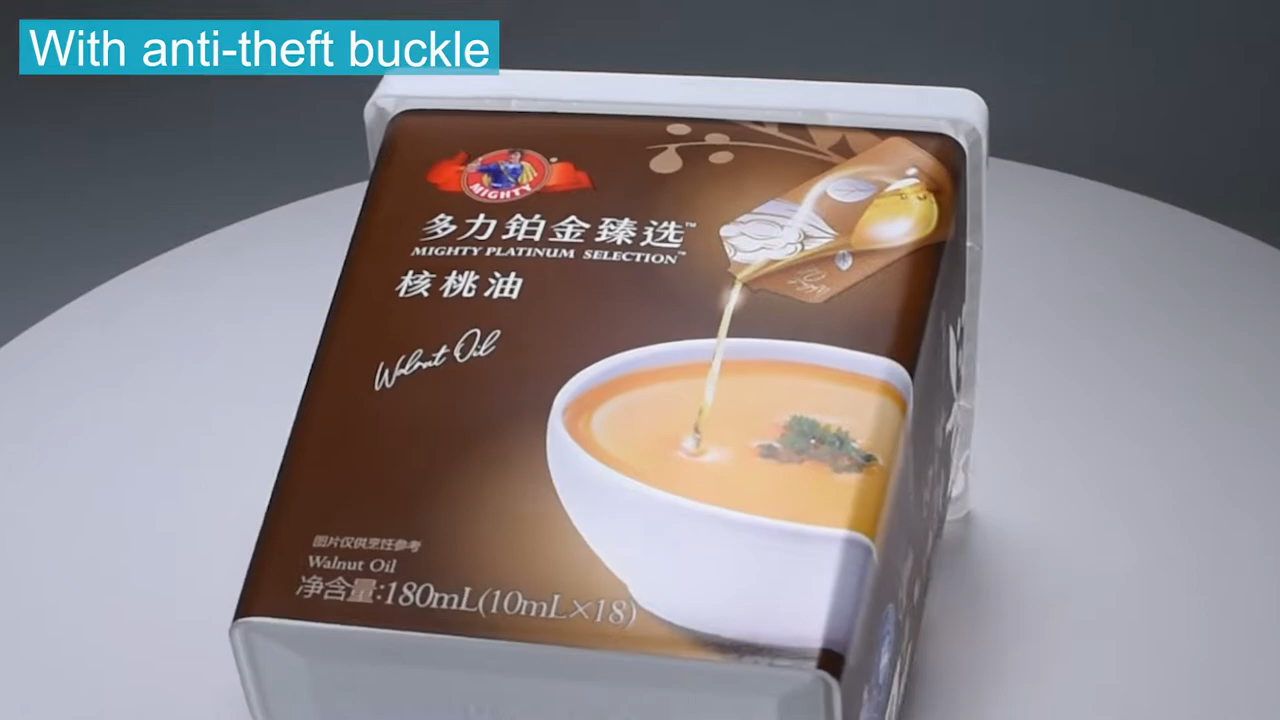 With anti-theft buckle
MIGHTY
多力铂金臻选™
MIGHTY PLATINUM SELECTION™
核桃油
Walnut Oil
图片仅供烹饪参考
Walnut Oil
净含量:180mL(10mL×18)